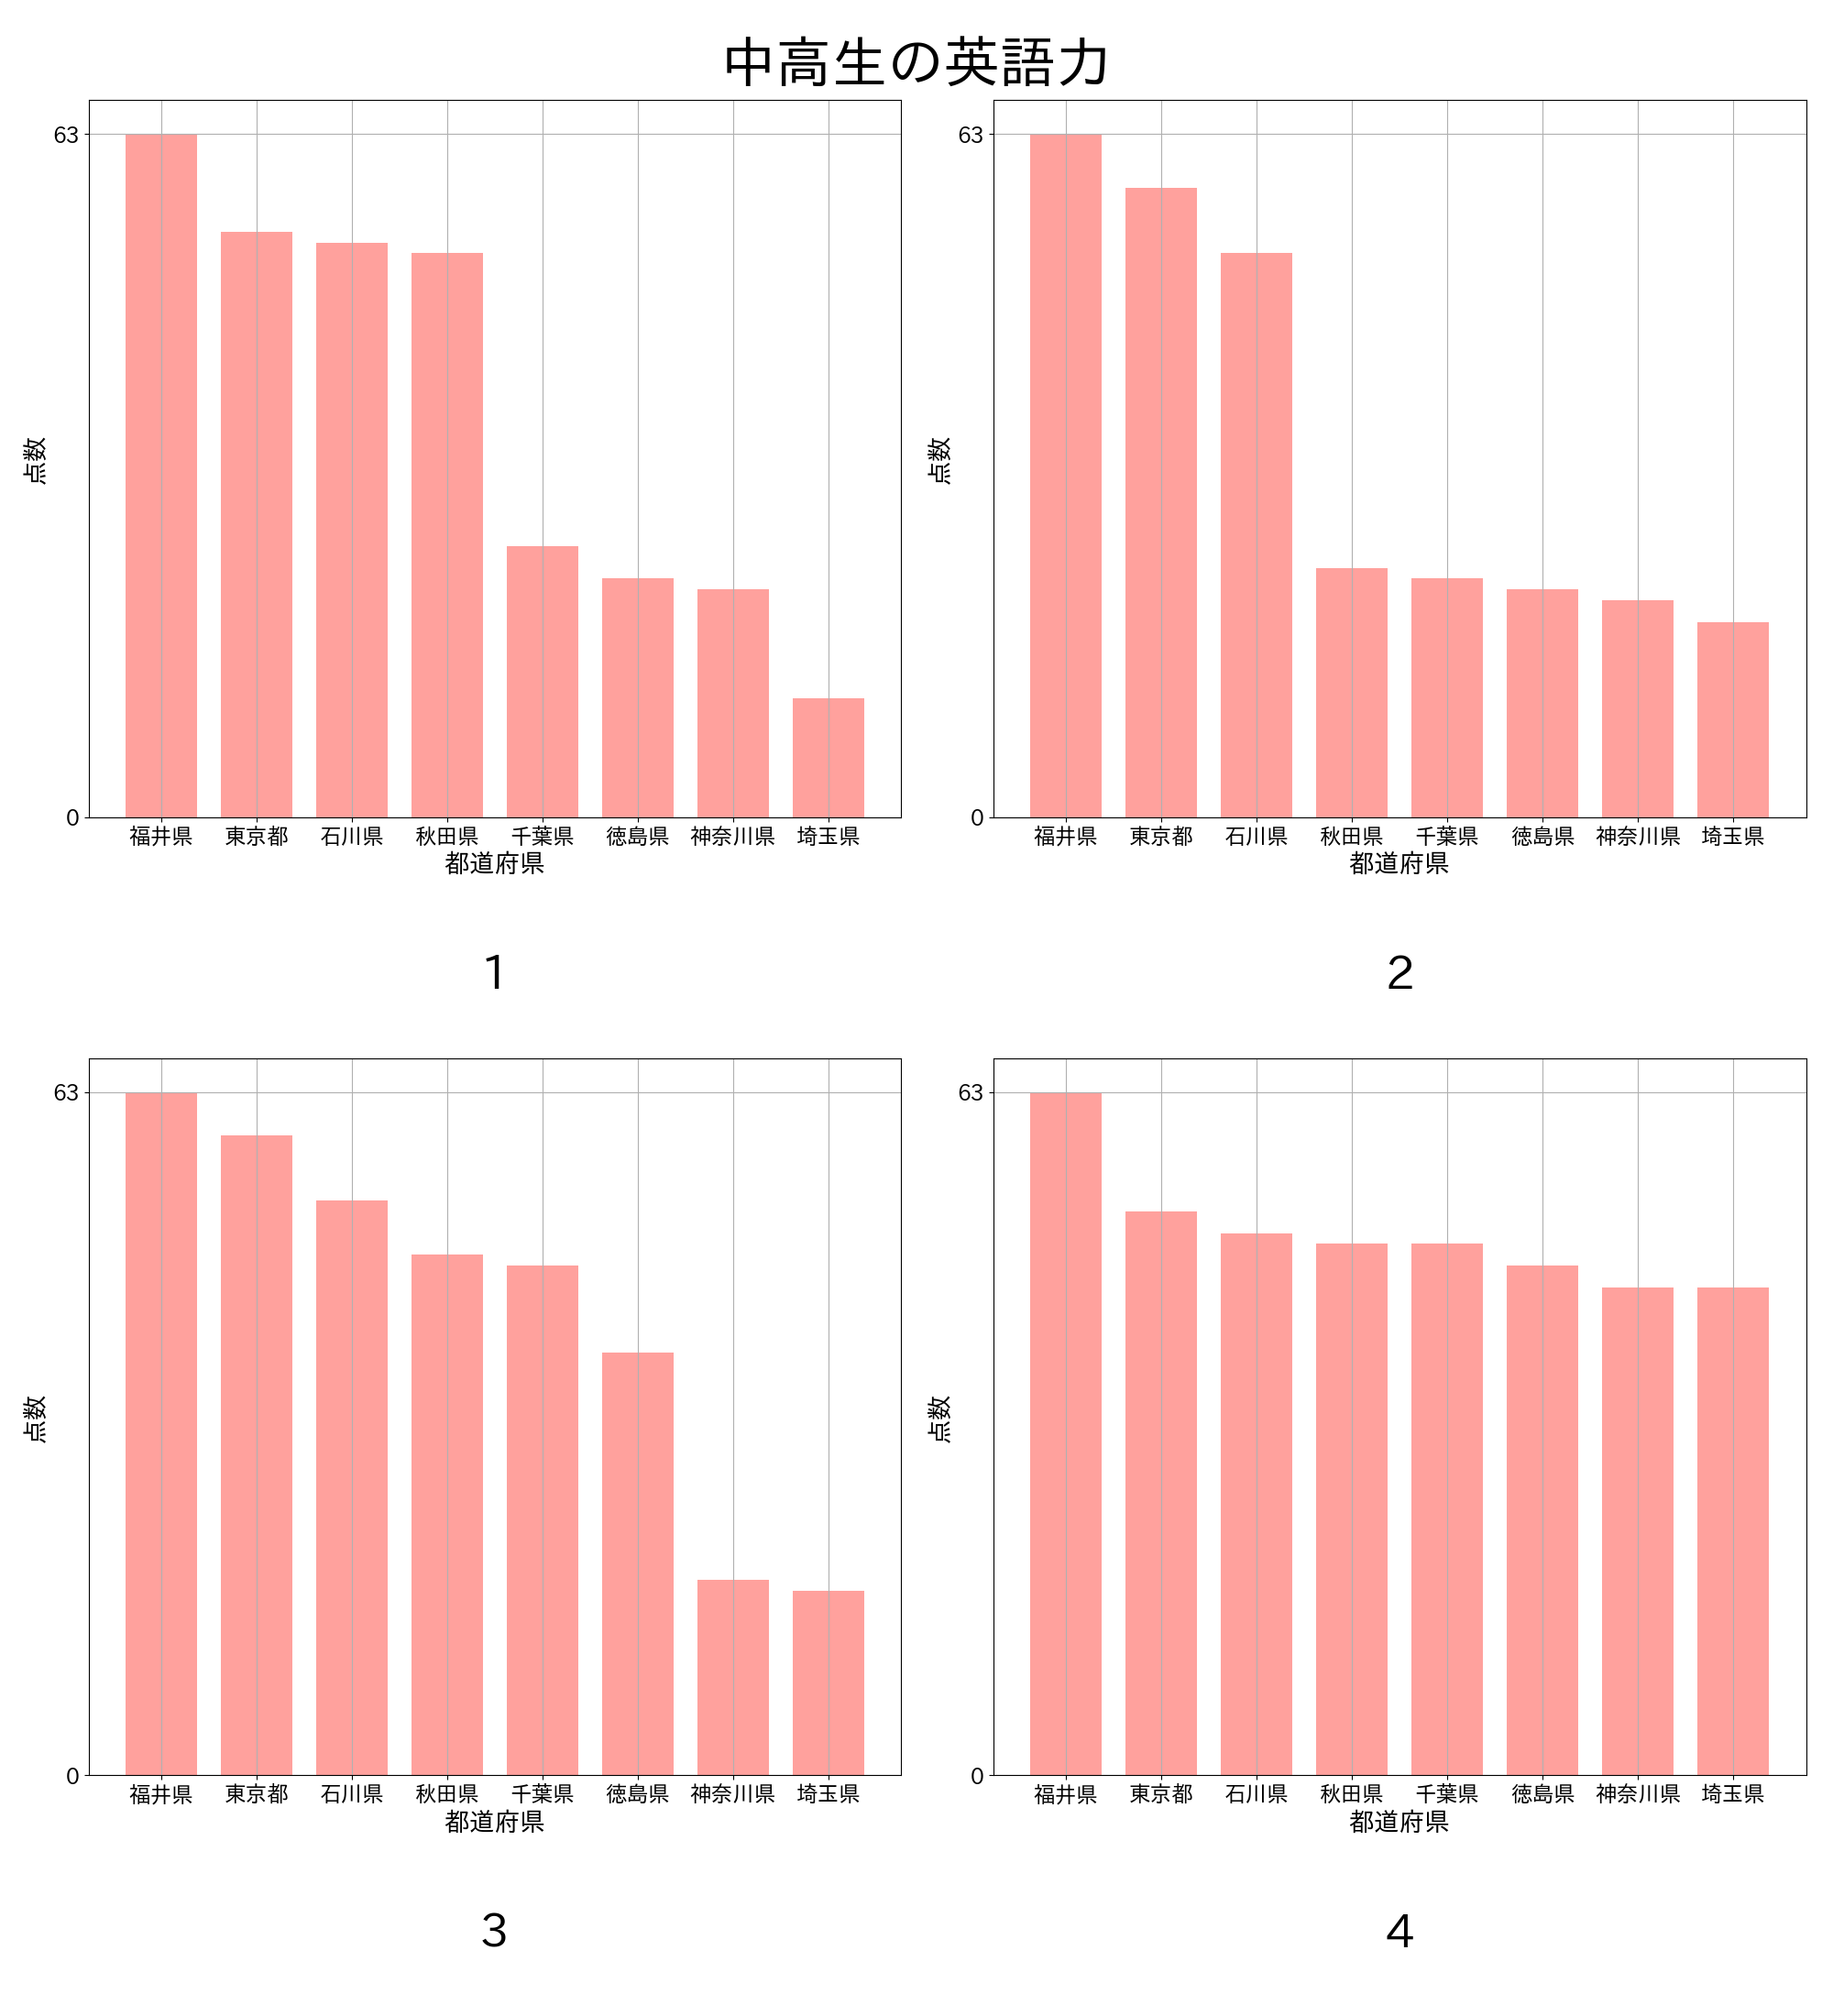 中高生の英語力
63
0
点数
福井県 東京都 石川県 秋田県 千葉県 徳島県 神奈川県 埼玉県
都道府県
1
63
0
点数
福井県 東京都 石川県 秋田県 千葉県 徳島県 神奈川県 埼玉県
都道府県
2
63
0
点数
福井県 東京都 石川県 秋田県 千葉県 徳島県 神奈川県 埼玉県
都道府県
3
63
0
点数
福井県 東京都 石川県 秋田県 千葉県 徳島県 神奈川県 埼玉県
都道府県
4